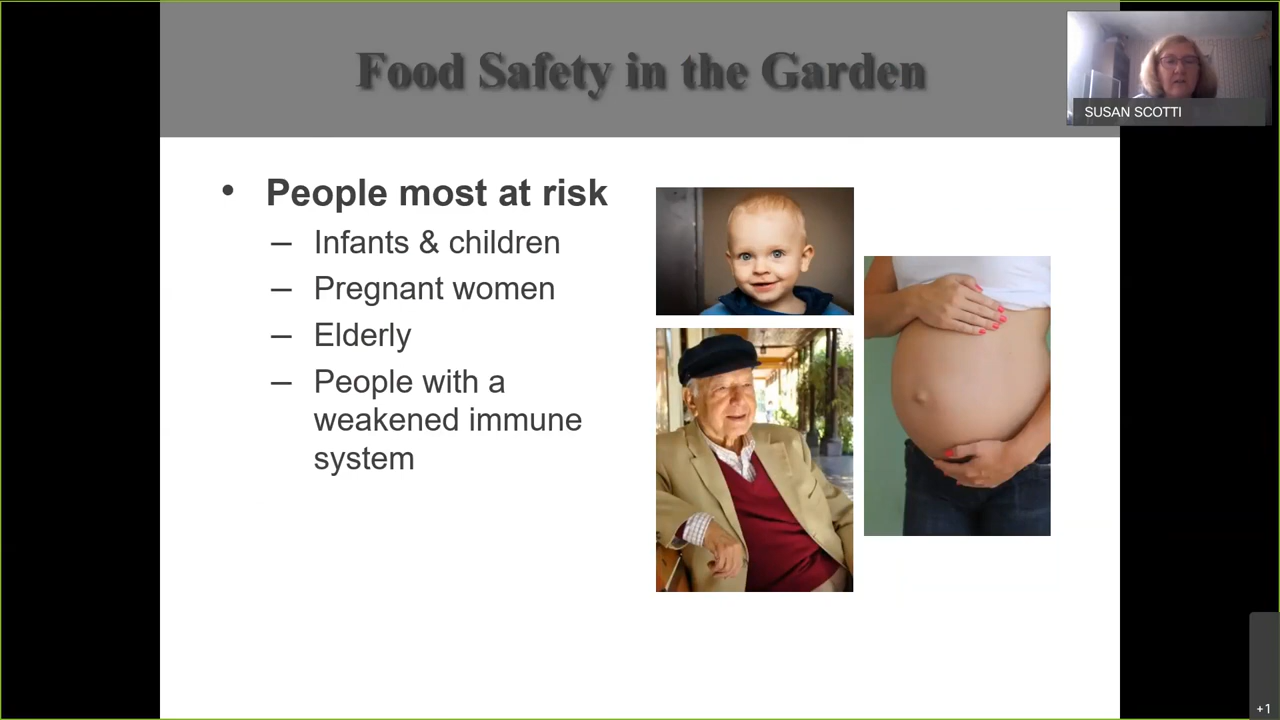 Food Safety in the Garden
SUSAN SCOTTI
• People most at risk
– Infants & children
– Pregnant women
– Elderly
– People with a
weakened immune
system
+1